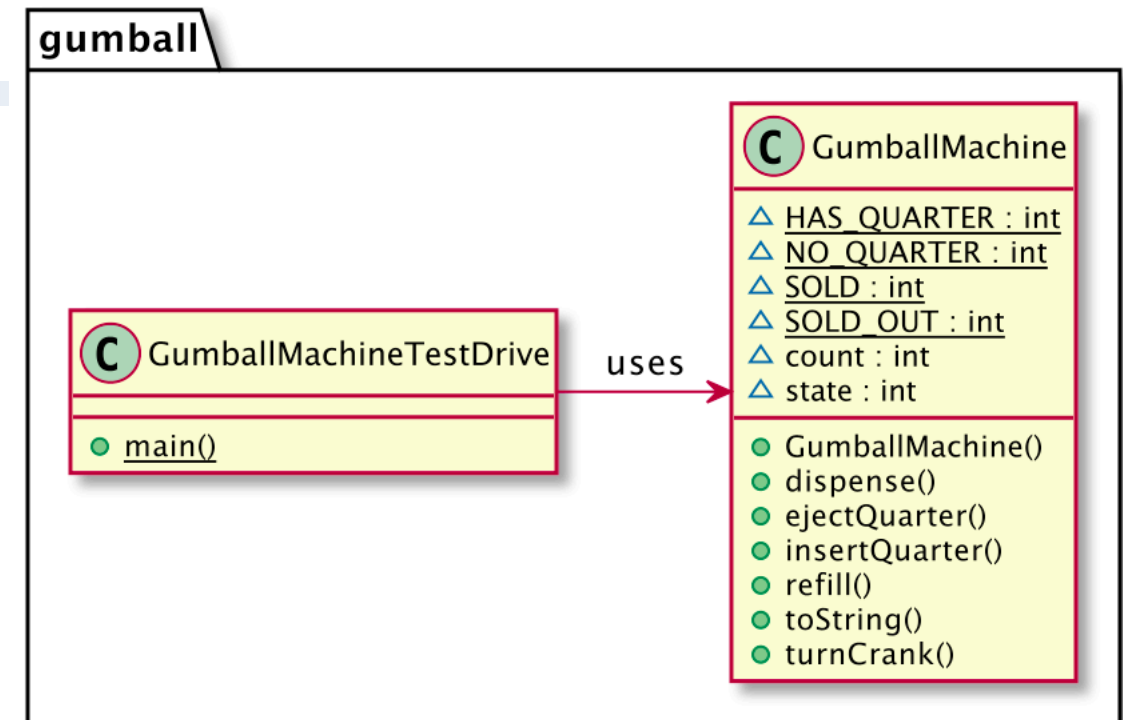 gumball
C GumballMachineTestDrive
main()
uses
C GumballMachine
HAS_QUARTER : int
NO_QUARTER : int
SOLD : int
SOLD_OUT : int
count : int
state : int
GumballMachine()
dispense()
ejectQuarter()
insertQuarter()
refill()
toString()
turnCrank()